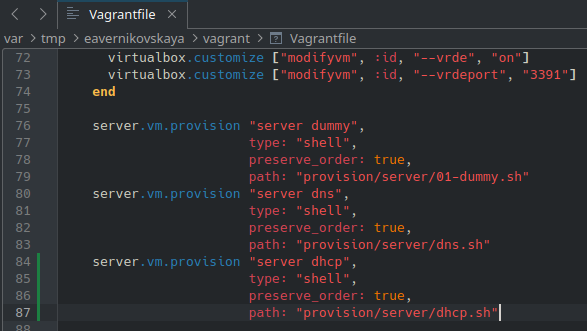 Vagrantfile
var > tmp > eavernikovskaya > vagrant > Vagrantfile
72 virtualbox.customize ["modifyvm", :id, "--vrde", "on"]
73 virtualbox.customize ["modifyvm", :id, "--vrdeport", "3391"]
74 end
75
76 server.vm.provision "server dummy",
77 type: "shell",
78 preserve_order: true,
79 path: "provision/server/01-dummy.sh"
80 server.vm.provision "server dns",
81 type: "shell",
82 preserve_order: true,
83 path: "provision/server/dns.sh"
84 server.vm.provision "server dhcp",
85 type: "shell",
86 preserve_order: true,
87 path: "provision/server/dhcp.sh"
88